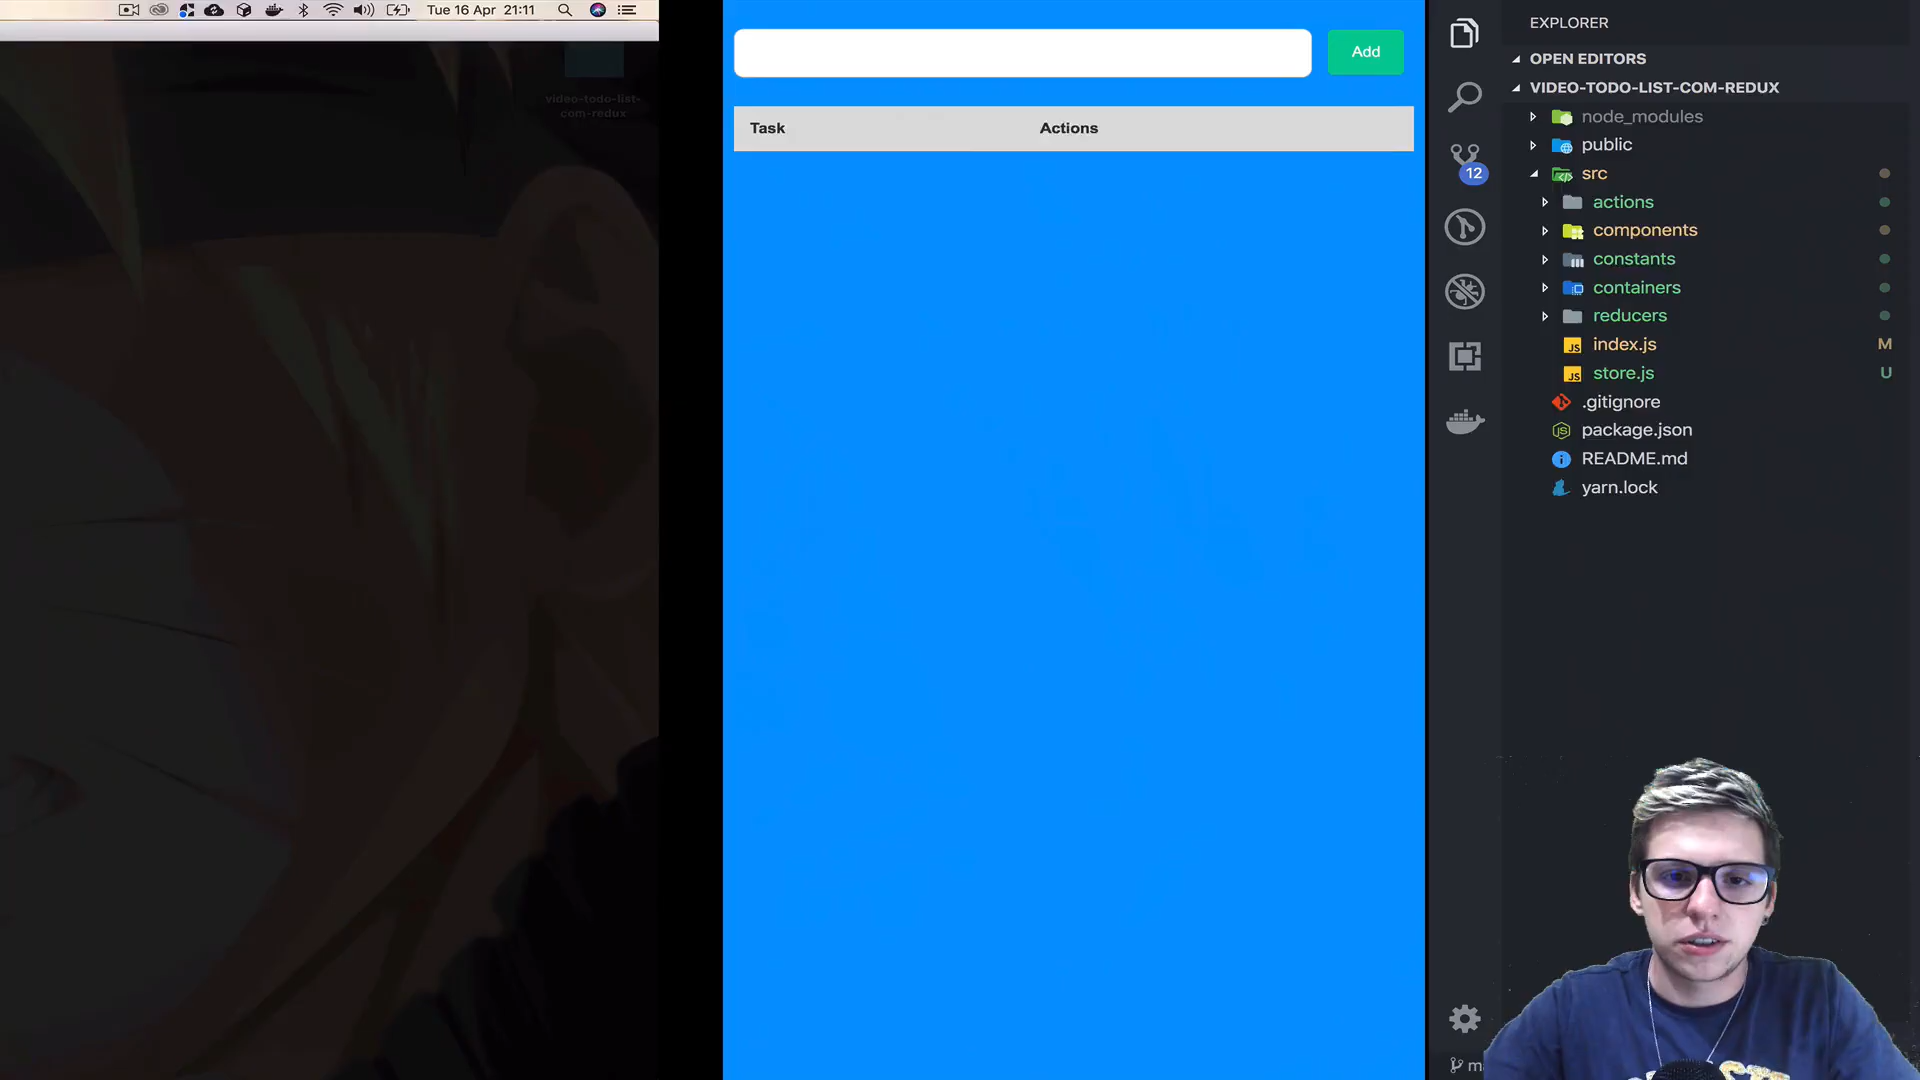 Tue 16 Apr 21:11
video-todo-list-
com-redux
Add
Task Actions
EXPLORER
OPEN EDITORS
VIDEO-TODO-LIST-COM-REDUX
node_modules
public
src
actions
components
constants
containers
reducers
index.js M
store.js U
.gitignore
package.json
README.md
yarn.lock
12